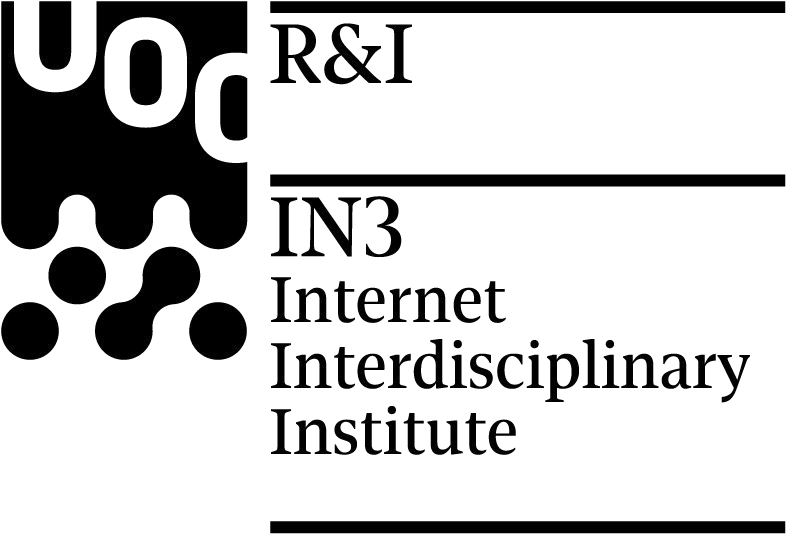 UOC
R&I
IN3
Internet
Interdisciplinary
Institute